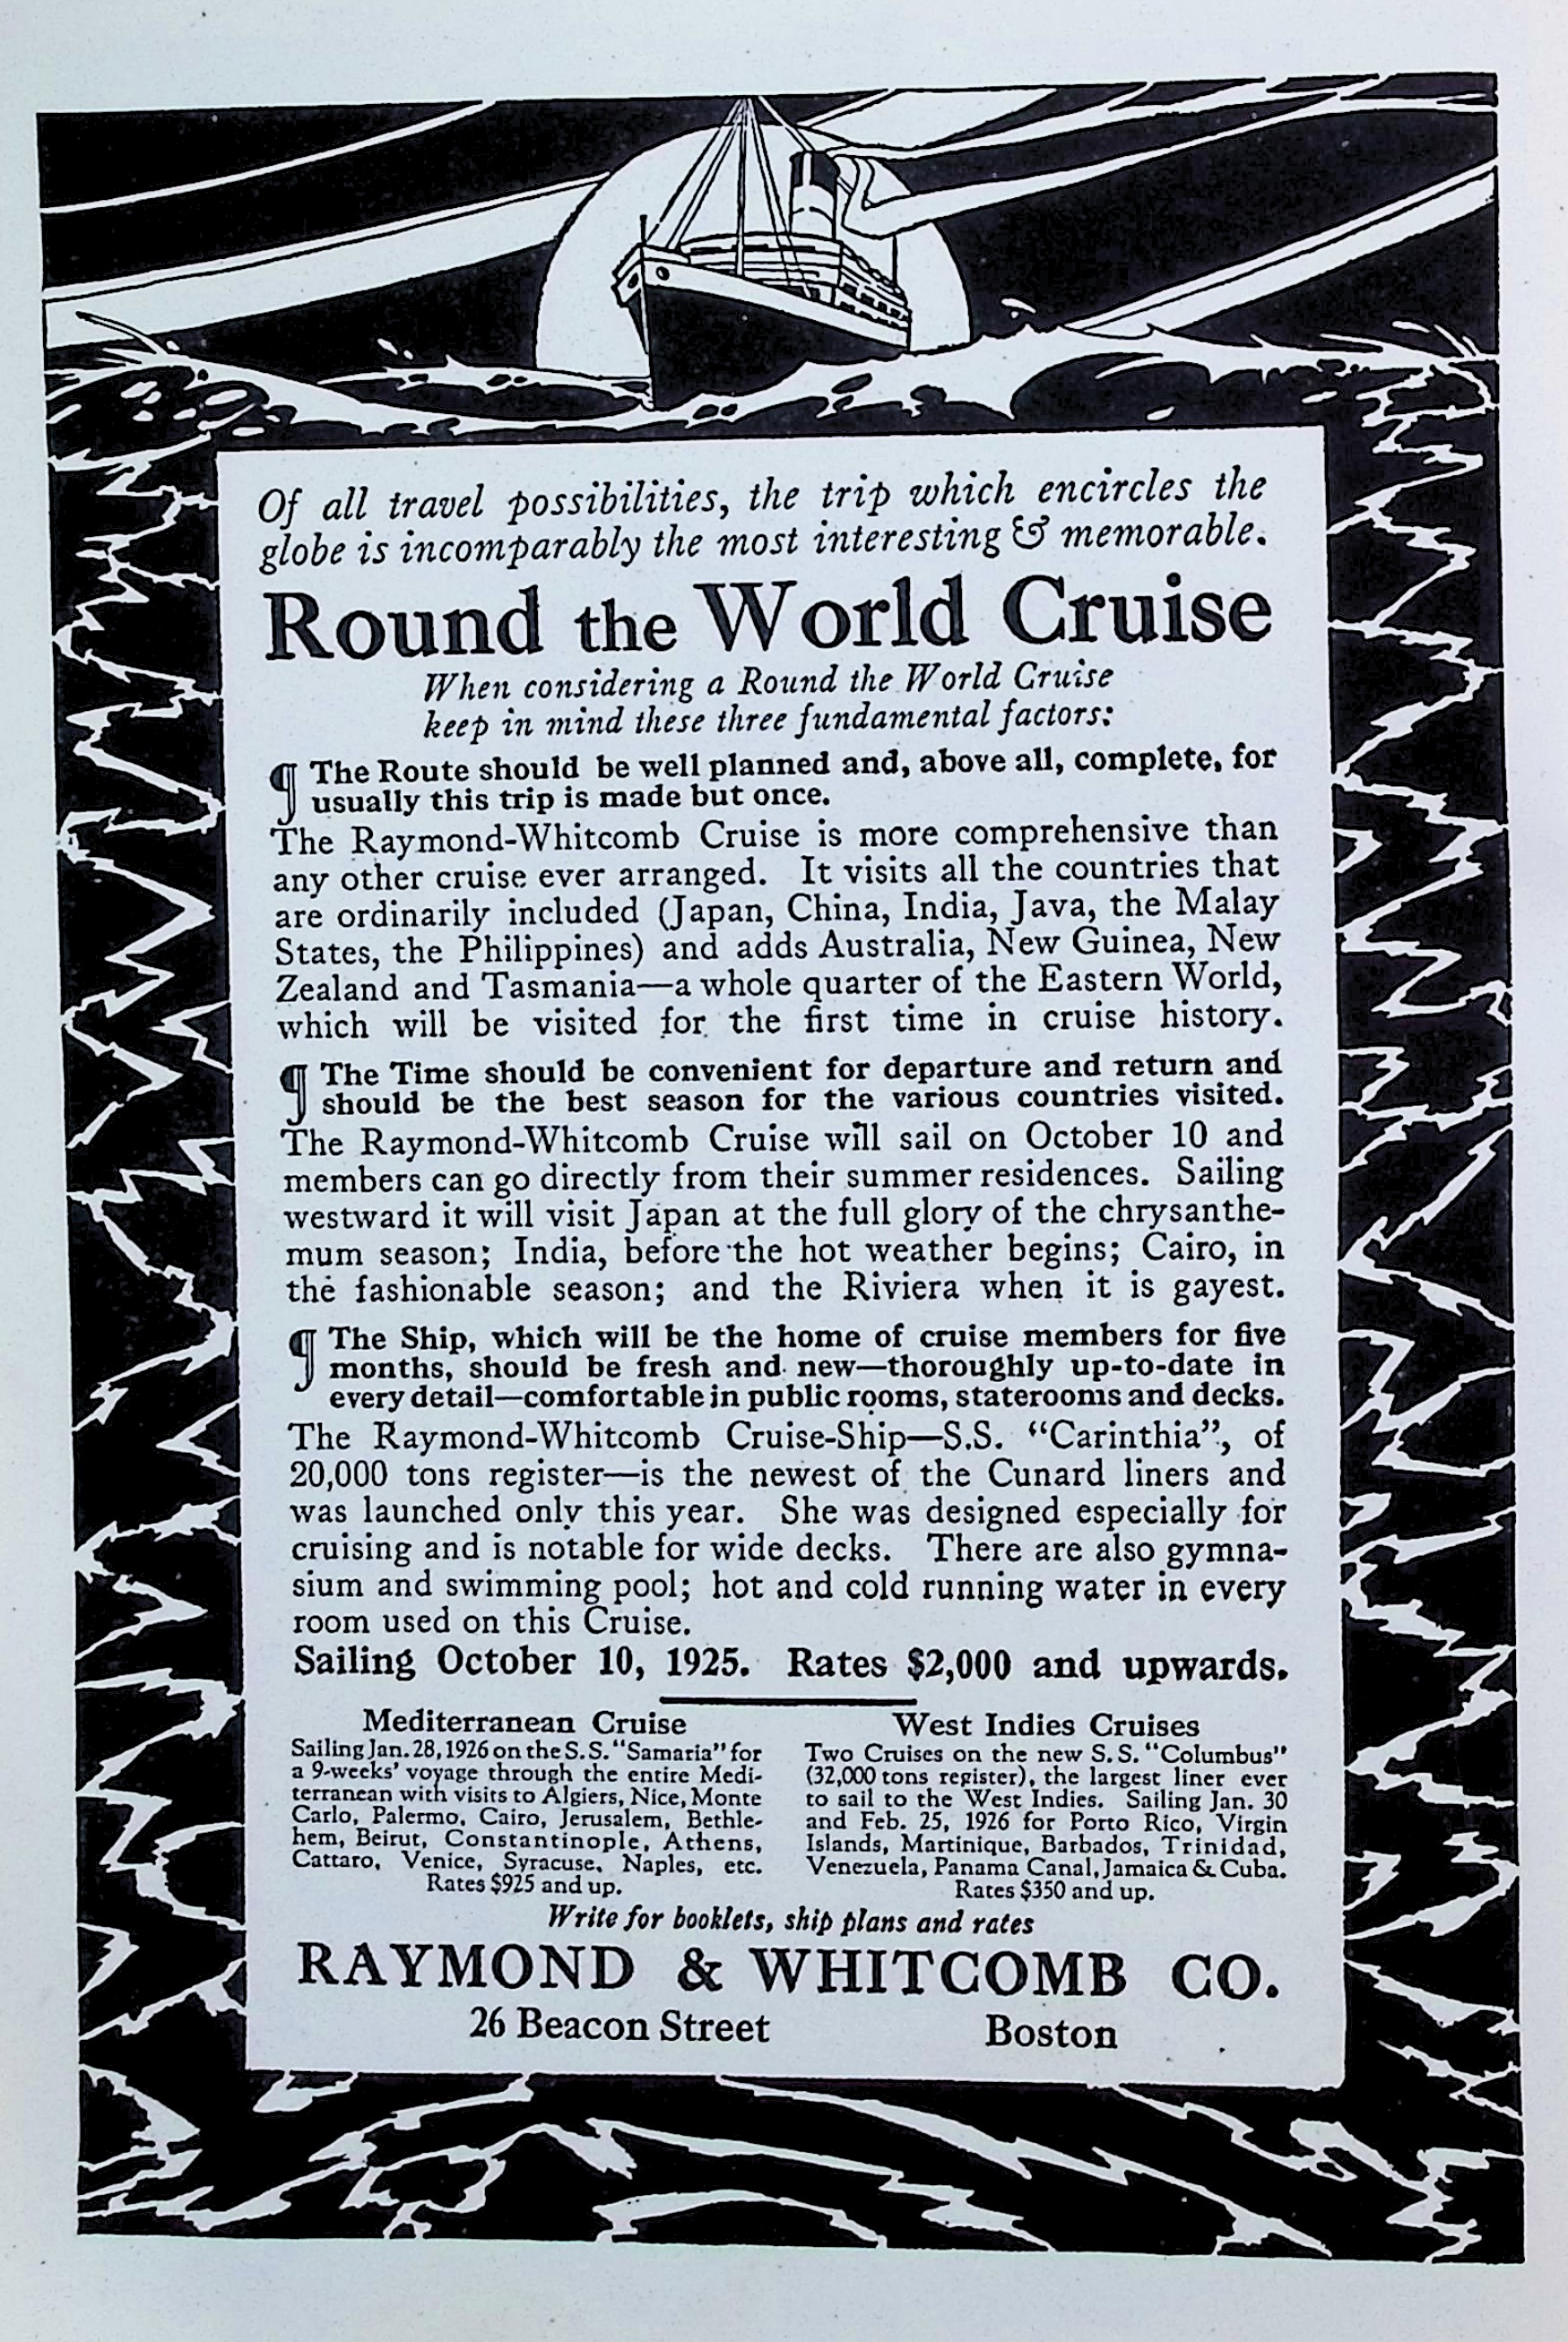 Of all travel possibilities, the trip which encircles the
globe is incomparably the most interesting & memorable.
Round the World Cruise
When considering a Round the World Cruise
keep in mind these three fundamental factors:
¶ The Route should be well planned and, above all, complete, for
usually this trip is made but once.
The Raymond-Whitcomb Cruise is more comprehensive than
any other cruise ever arranged. It visits all the countries that
are ordinarily included (Japan, China, India, Java, the Malay
States, the Philippines) and adds Australia, New Guinea, New
Zealand and Tasmania—a whole quarter of the Eastern World,
which will be visited for the first time in cruise history.
¶ The Time should be convenient for departure and return and
should be the best season for the various countries visited.
The Raymond-Whitcomb Cruise will sail on October 10 and
members can go directly from their summer residences. Sailing
westward it will visit Japan at the full glory of the chrysanthe-
mum season; India, before the hot weather begins; Cairo, in
the fashionable season; and the Riviera when it is gayest.
¶ The Ship, which will be the home of cruise members for five
months, should be fresh and new—thoroughly up-to-date in
every detail—comfortable in public rooms, staterooms and decks.
The Raymond-Whitcomb Cruise-Ship—S.S. "Carinthia", of
20,000 tons register—is the newest of the Cunard liners and
was launched only this year. She was designed especially for
cruising and is notable for wide decks. There are also gymna-
sium and swimming pool; hot and cold running water in every
room used on this Cruise.
Sailing October 10, 1925. Rates $2,000 and upwards.
Mediterranean Cruise
Sailing Jan. 28, 1926 on the S.S. "Samaria" for
a 9-weeks' voyage through the entire Medi-
terranean with visits to Algiers, Nice, Monte
Carlo, Palermo, Cairo, Jerusalem, Bethle-
hem, Beirut, Constantinople, Athens,
Cattaro, Venice, Syracuse, Naples, etc.
Rates $925 and up.
West Indies Cruises
Two Cruises on the new S. S. "Columbus"
(32,000 tons register), the largest liner ever
to sail to the West Indies. Sailing Jan. 30
and Feb. 25, 1926 for Porto Rico, Virgin
Islands, Martinique, Barbados, Trinidad,
Venezuela, Panama Canal, Jamaica & Cuba.
Rates $350 and up.
Write for booklets, ship plans and rates
RAYMOND & WHITCOMB CO.
26 Beacon Street Boston